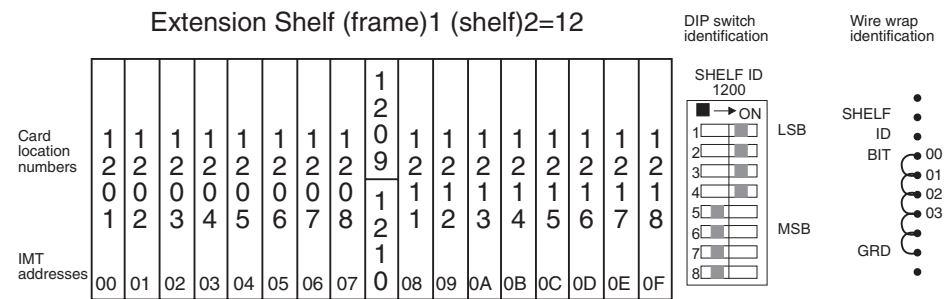 Extension Shelf (frame)1 (shelf)2=12
DIP switch
identification
Wire wrap
identification
Card
location
numbers
1201 1202 1203 1204 1205 1206 1207 1208 1209 1210 1211 1212 1213 1214 1215 1216 1217 1218
IMT
addresses
00 01 02 03 04 05 06 07 08 09 0A 0B 0C 0D 0E 0F
SHELF ID
1200
ON
1
2
3
4
5
6
7
8
LSB
MSB
SHELF
ID
BIT
GRD
00
01
02
03